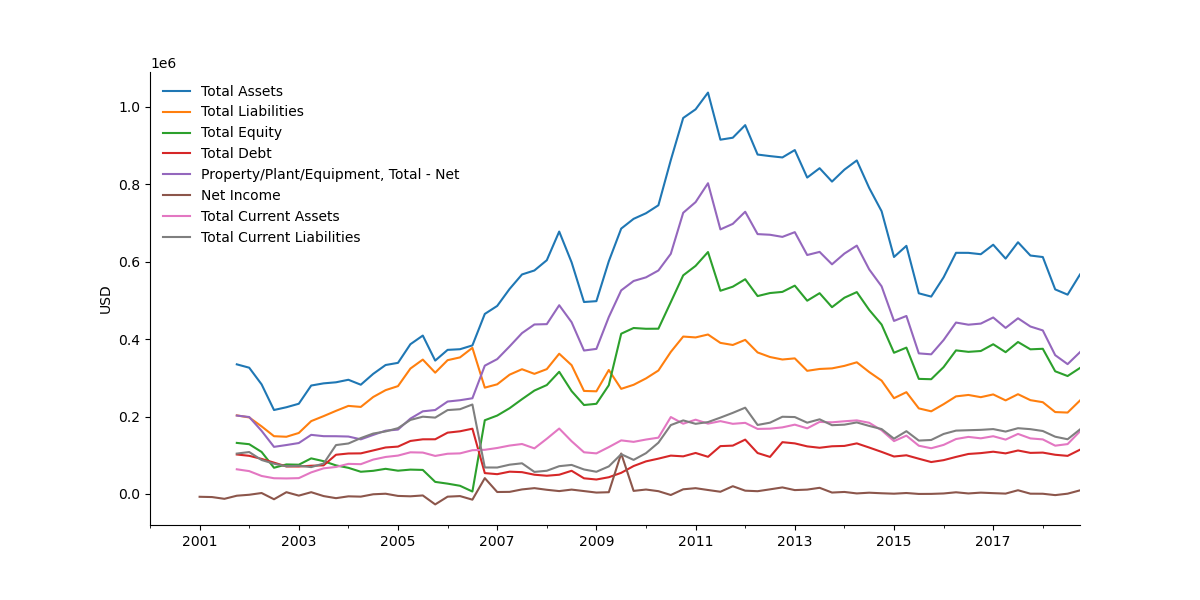 1e6
1.0
0.8
0.6
0.4
0.2
0.0
USD
Total Assets
Total Liabilities
Total Equity
Total Debt
Property/Plant/Equipment, Total - Net
Net Income
Total Current Assets
Total Current Liabilities
2001 2003 2005 2007 2009 2011 2013 2015 2017